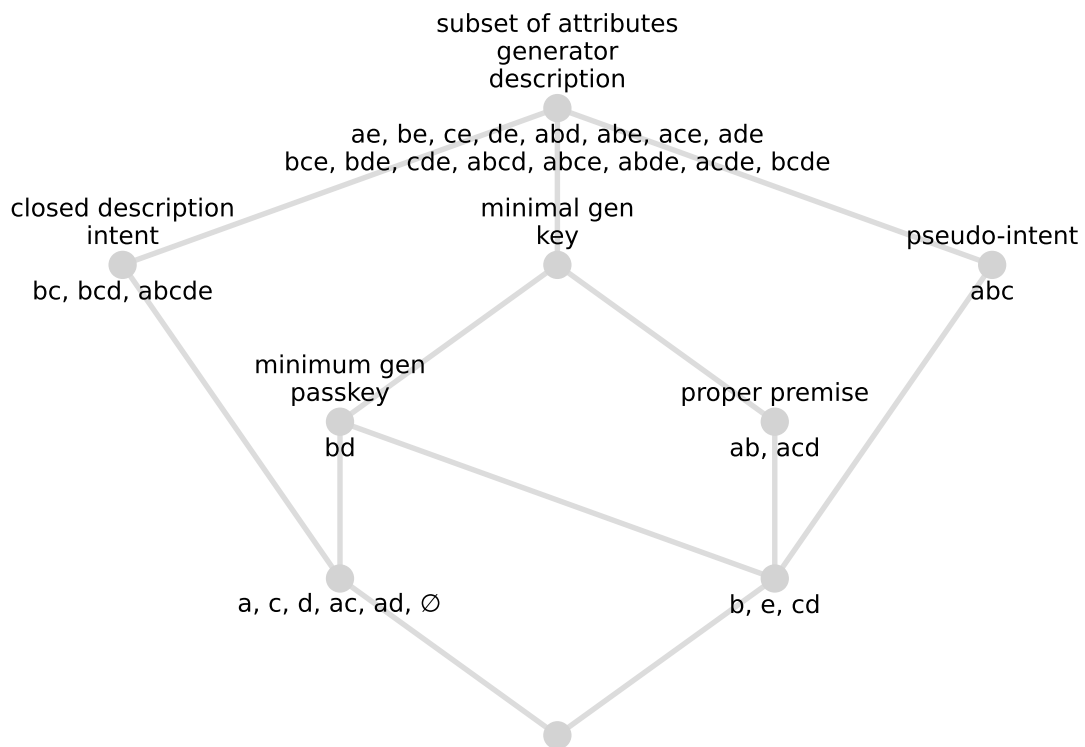 subset of attributes
generator
description
ae, be, ce, de, abd, abe, ace, ade
bce, bde, cde, abcd, abce, abde, acde, bcde
closed description
intent
bc, bcd, abcde
minimal gen
key
pseudo-intent
abc
minimum gen
passkey
bd
proper premise
ab, acd
a, c, d, ac, ad, ∅
b, e, cd